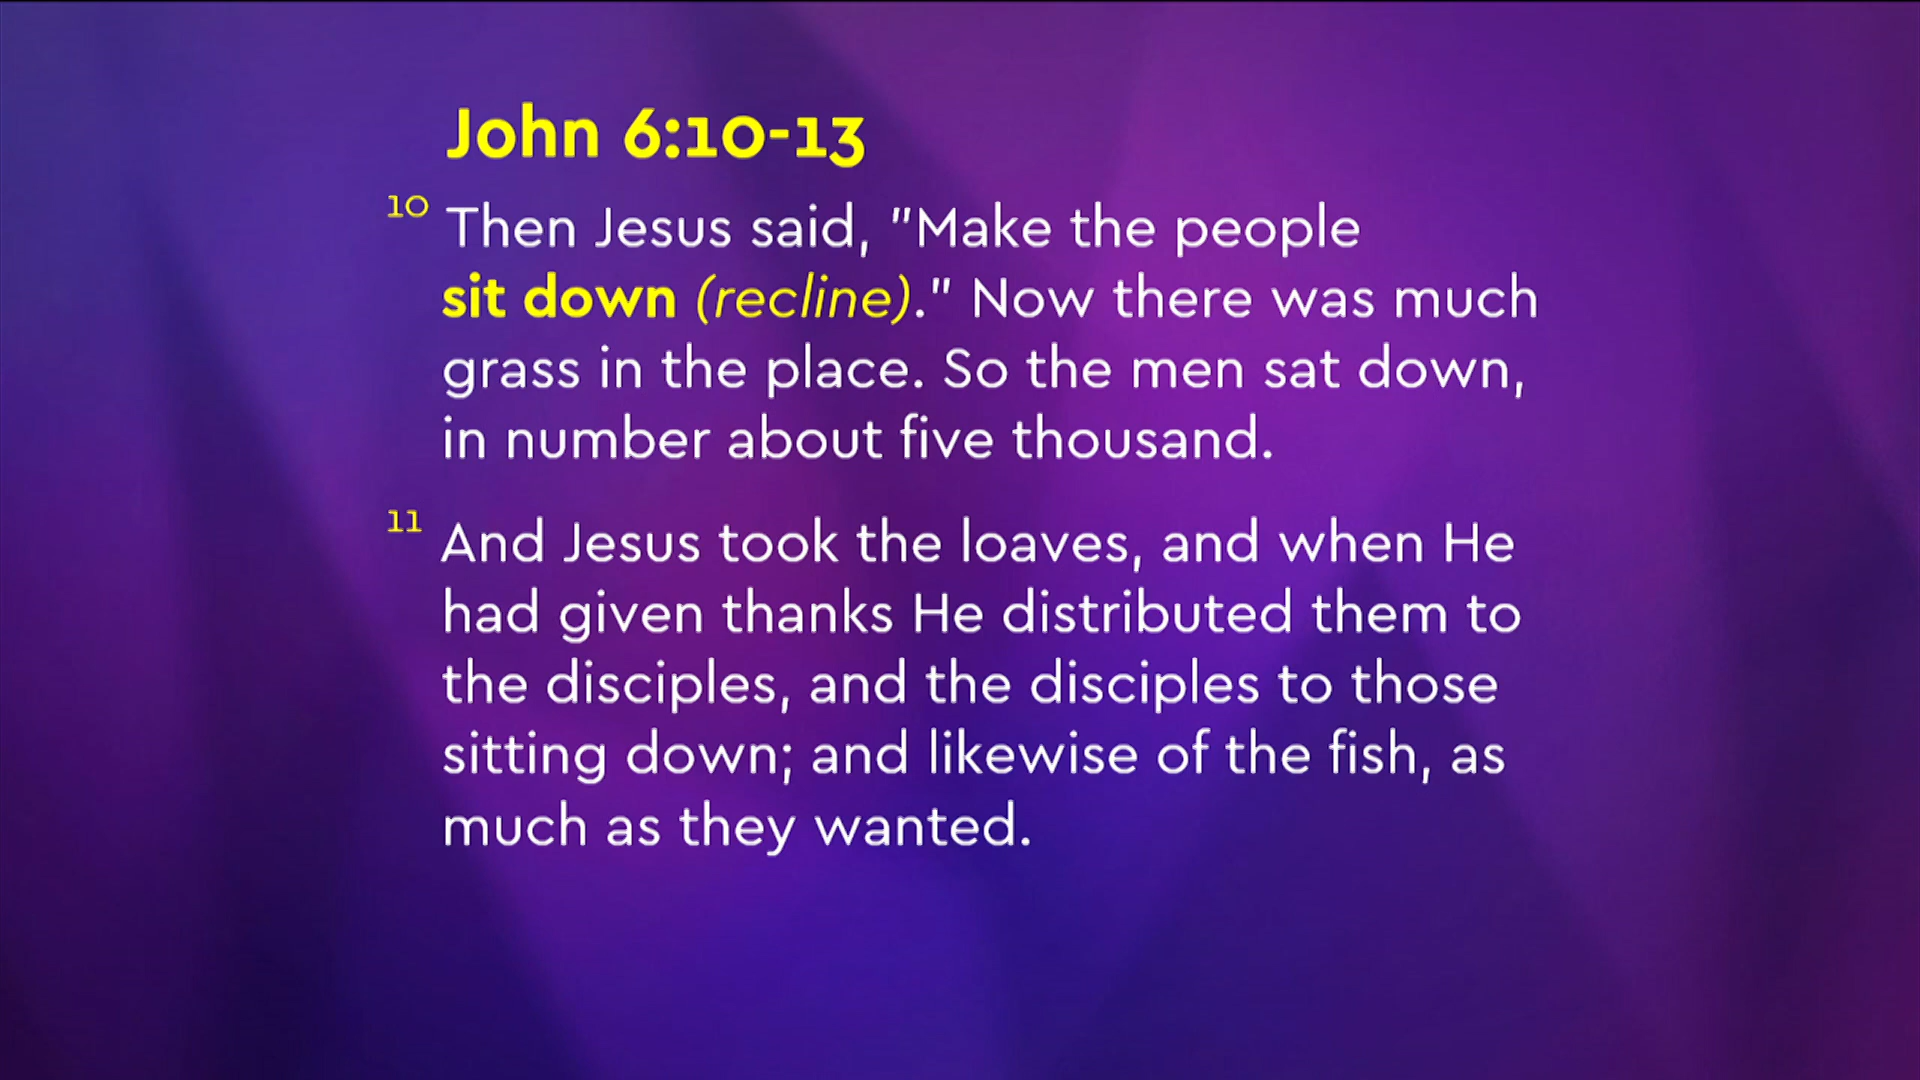 John 6:10-13
10 Then Jesus said, "Make the people
sit down (recline)." Now there was much
grass in the place. So the men sat down,
in number about five thousand.
11 And Jesus took the loaves, and when He
had given thanks He distributed them to
the disciples, and the disciples to those
sitting down; and likewise of the fish, as
much as they wanted.